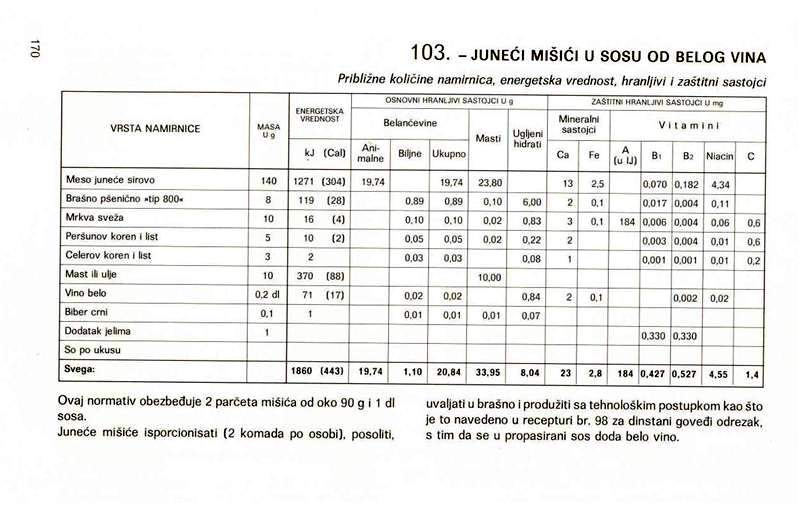 170
103. – JUNEĆI MIŠIĆI U SOSU OD BELOG VINA
Približne količine namirnica, energetska vrednost, hranljivi i zaštitni sastojci
VRSTA NAMIRNICE MASA U g ENERGETSKA VREDNOST OSNOVNI HRANLJIVI SASTOJCI U g ZAŠTITNI HRANLJIVI SASTOJCI U mg
Belančevine Masti Ugljeni hidrati Mineralni sastojci Vitamini
kJ (Cal) Animalne Biljne Ukupno Ca Fe A (u IJ) B1 B2 Niacin C
Meso juneće sirovo 140 1271 (304) 19,74 19,74 23,80 13 2,5 0,070 0,182 4,34
Brašno pšenično »tip 800« 8 119 (28) 0,89 0,89 0,10 6,00 2 0,1 0,017 0,004 0,11
Mrkva sveža 10 16 (4) 0,10 0,10 0,02 0,83 3 0,1 184 0,006 0,004 0,06 0,6
Peršunov koren i list 5 10 (2) 0,05 0,05 0,02 0,22 2 0,003 0,004 0,01 0,6
Celerov koren i list 3 2 0,03 0,03 0,08 1 0,001 0,001 0,01 0,2
Mast ili ulje 10 370 (88) 10,00
Vino belo 0,2 dl 71 (17) 0,02 0,02 0,84 2 0,1 0,002 0,02
Biber crni 0,1 1 0,01 0,01 0,01 0,07
Dodatak jelima 1 0,330 0,330
So po ukusu
Svega: 1860 (443) 19,74 1,10 20,84 33,95 8,04 23 2,8 184 0,427 0,527 4,55 1,4
Ovaj normativ obezbeđuje 2 parčeta mišića od oko 90 g i 1 dl
sosa.
Juneće mišiće isporcionisati (2 komada po osobi), posoliti,
uvaljati u brašno i produžiti sa tehnološkim postupkom kao što
je to navedeno u recepturi br. 98 za dinstani goveđi odrezak,
s tim da se u propasirani sos doda belo vino.